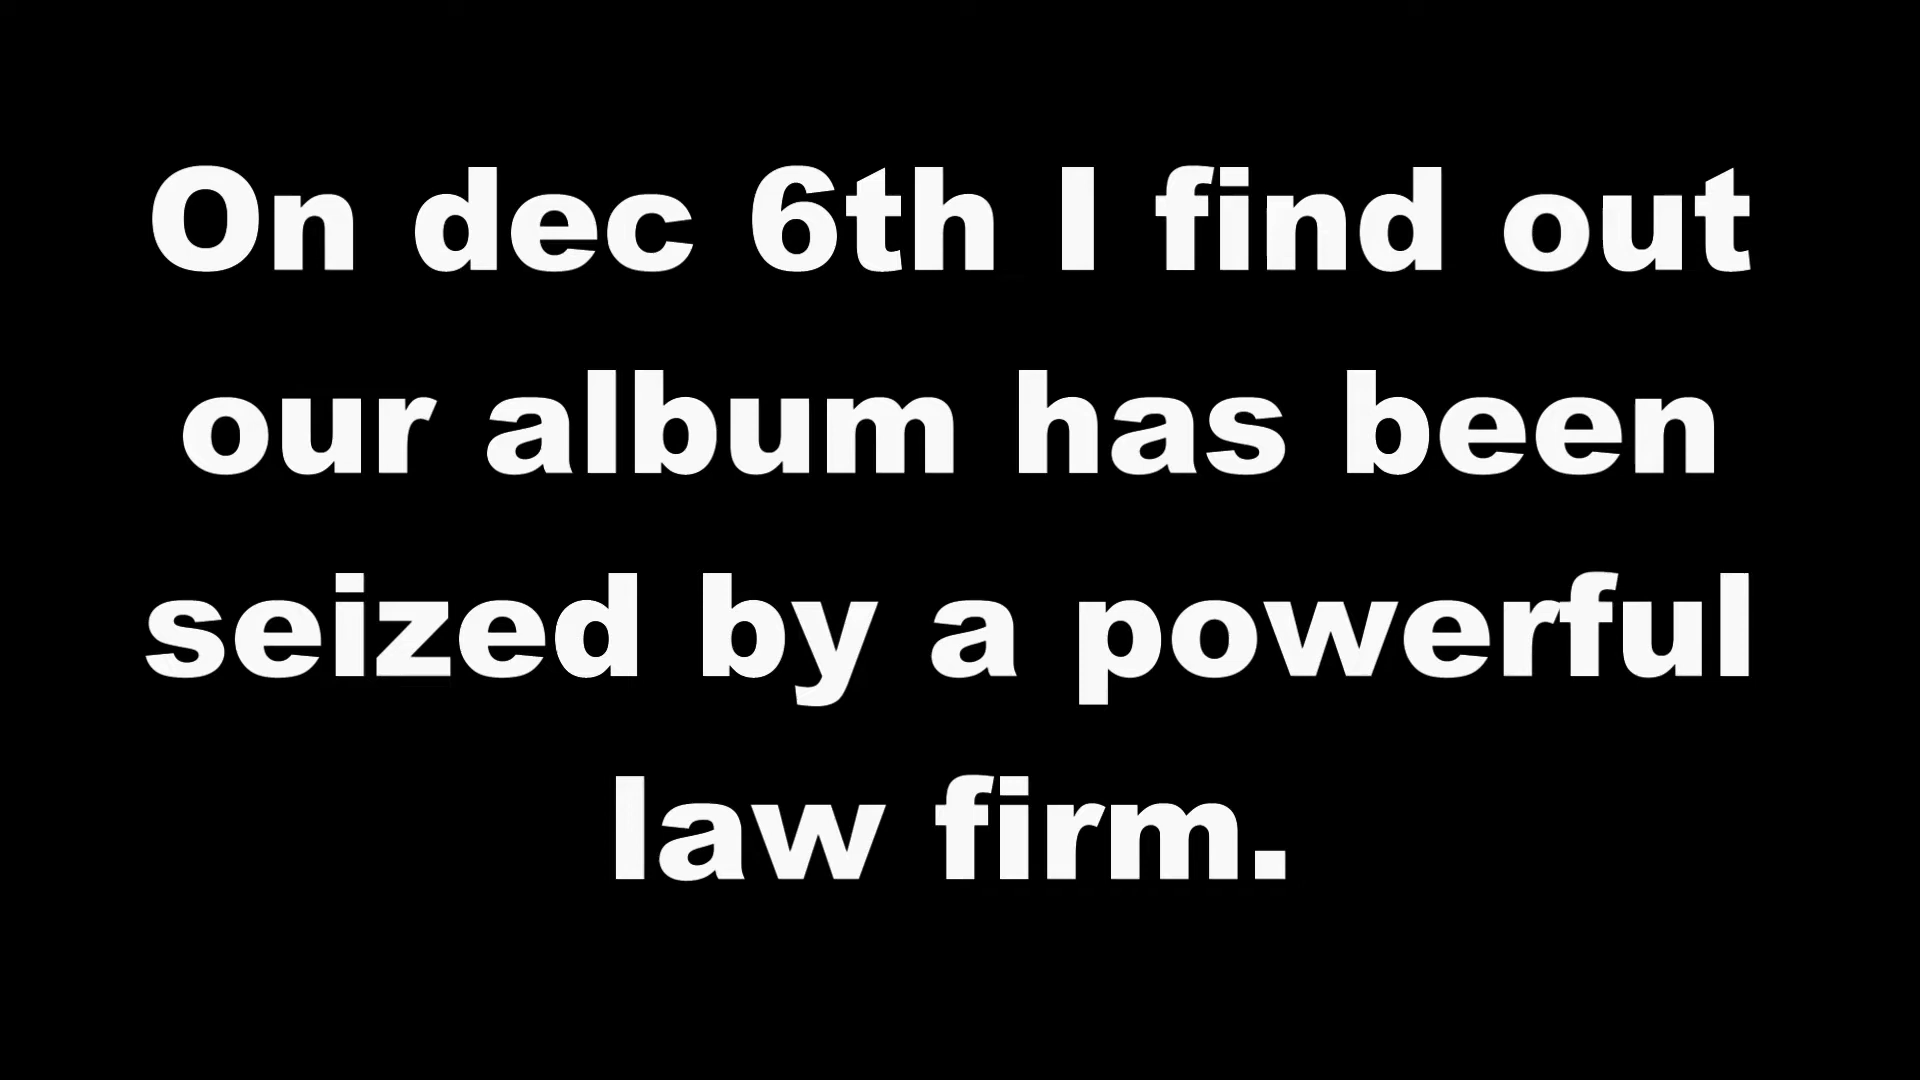 On dec 6th I find out
our album has been
seized by a powerful
law firm.